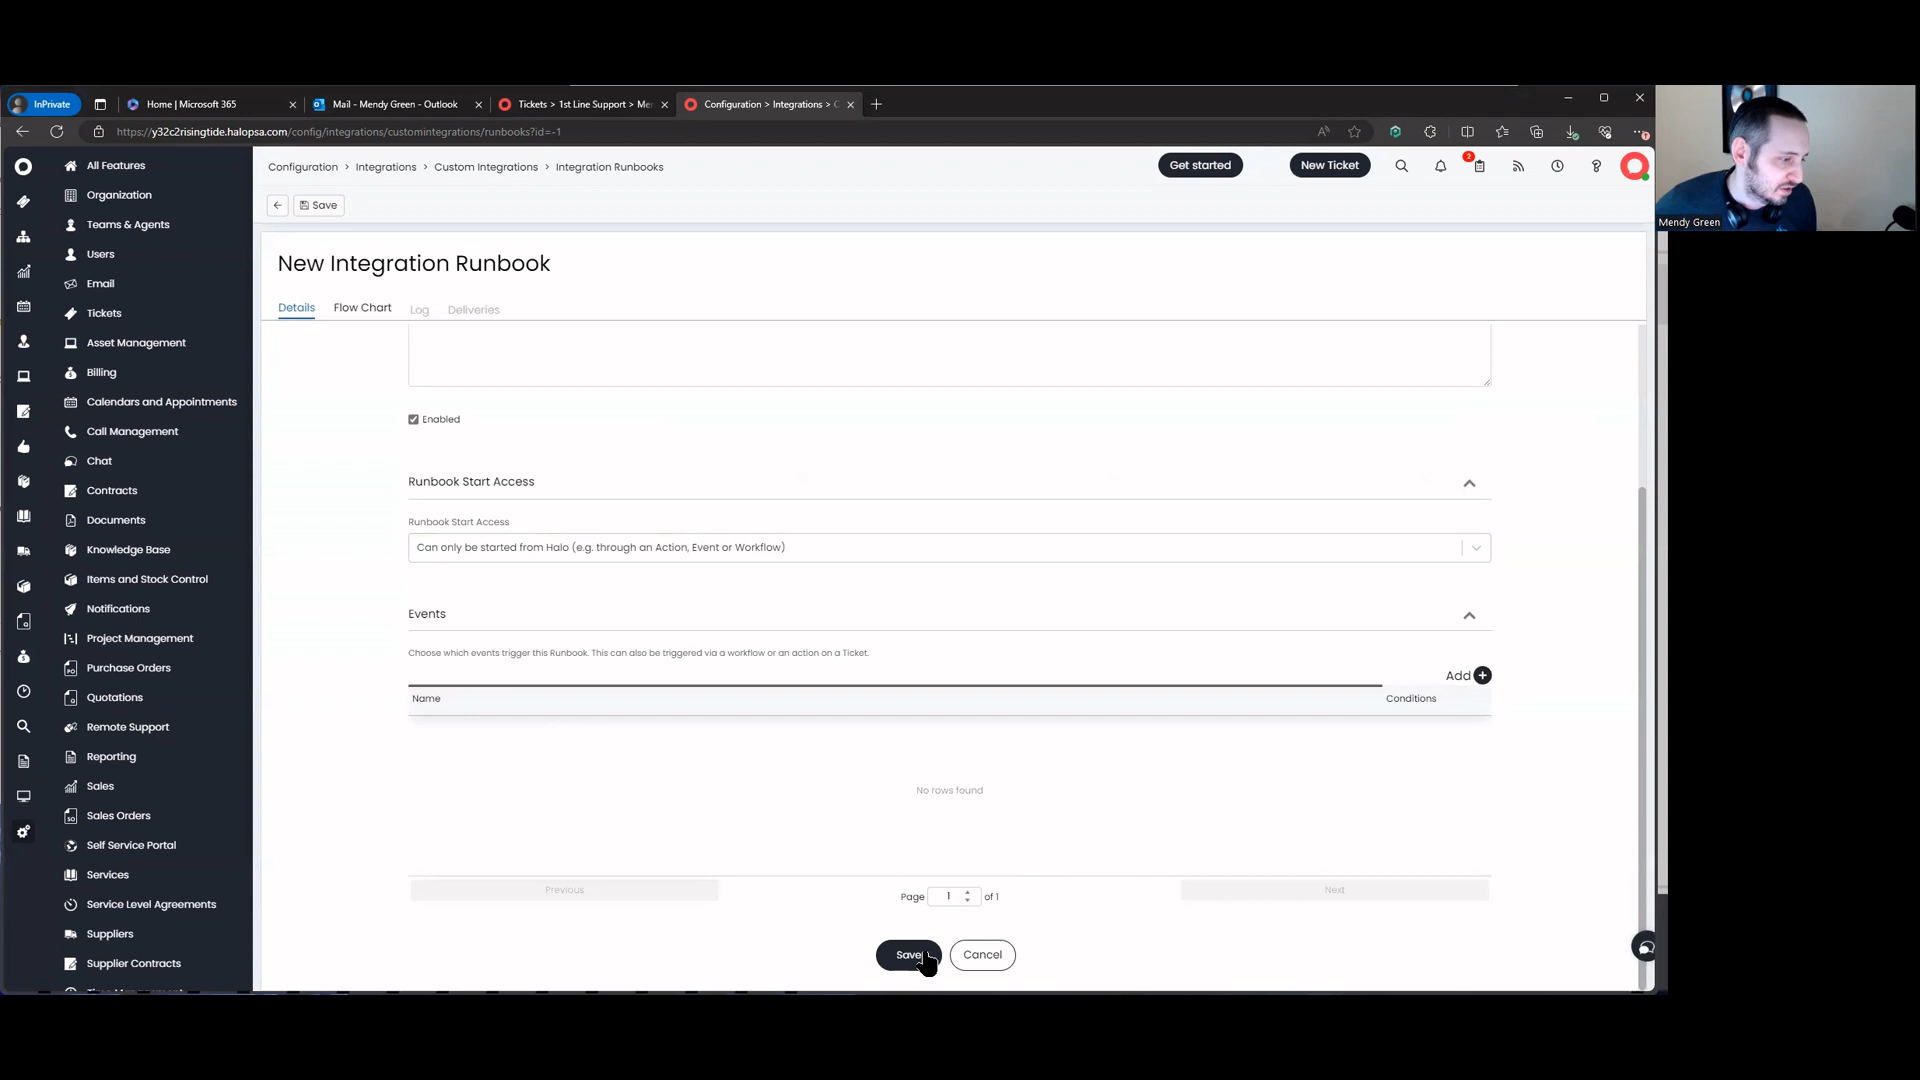 InPrivate
Home | Microsoft 365
Mail - Mendy Green - Outlook
Tickets > 1st Line Support > Mer
Configuration > Integrations > C
https://y32c2risingtide.halopsa.com/config/integrations/customintegrations/runbooks?id=-1
All Features
Organization
Teams & Agents
Users
Email
Tickets
Asset Management
Billing
Calendars and Appointments
Call Management
Chat
Contracts
Documents
Knowledge Base
Items and Stock Control
Notifications
Project Management
Purchase Orders
Quotations
Remote Support
Reporting
Sales
Sales Orders
Self Service Portal
Services
Service Level Agreements
Suppliers
Supplier Contracts
Configuration > Integrations > Custom Integrations > Integration Runbooks
Get started
New Ticket
2
Save
New Integration Runbook
Details
Flow Chart
Log
Deliveries
Enabled
Runbook Start Access
Runbook Start Access
Can only be started from Halo (e.g. through an Action, Event or Workflow)
Events
Choose which events trigger this Runbook. This can also be triggered via a workflow or an action on a Ticket.
Add
Name
Conditions
No rows found
Previous
Page 1 of 1
Next
Save
Cancel
Mendy Green